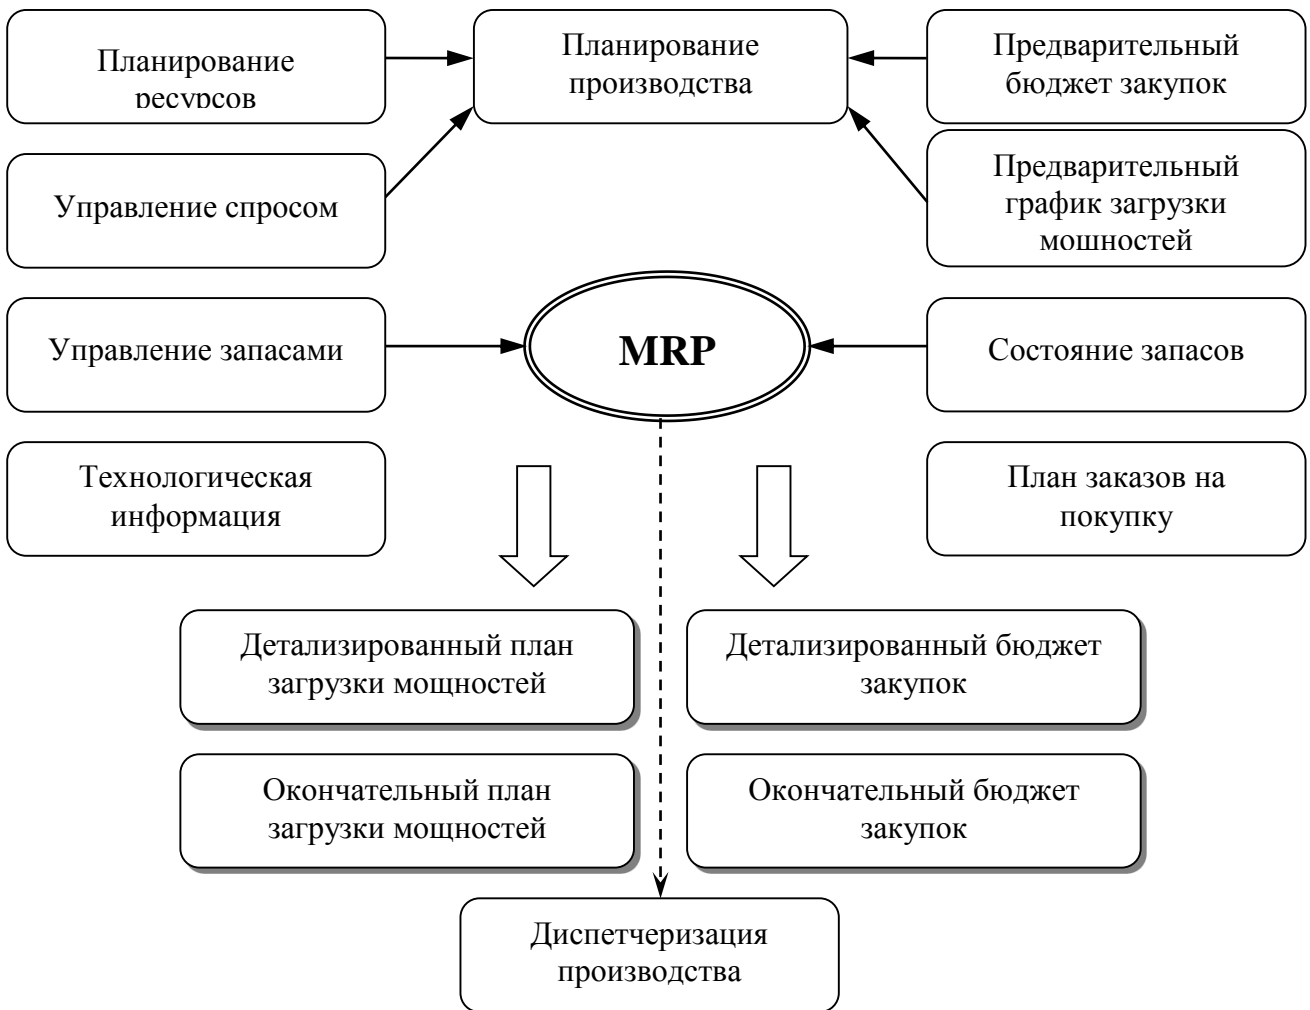 Планирование
ресурсов
Планирование
производства
Предварительный
бюджет закупок
Управление спросом
Предварительный
график загрузки
мощностей
Управление запасами
MRP
Состояние запасов
Технологическая
информация
План заказов на
покупку
Детализированный план
загрузки мощностей
Детализированный бюджет
закупок
Окончательный план
загрузки мощностей
Окончательный бюджет
закупок
Диспетчеризация
производства